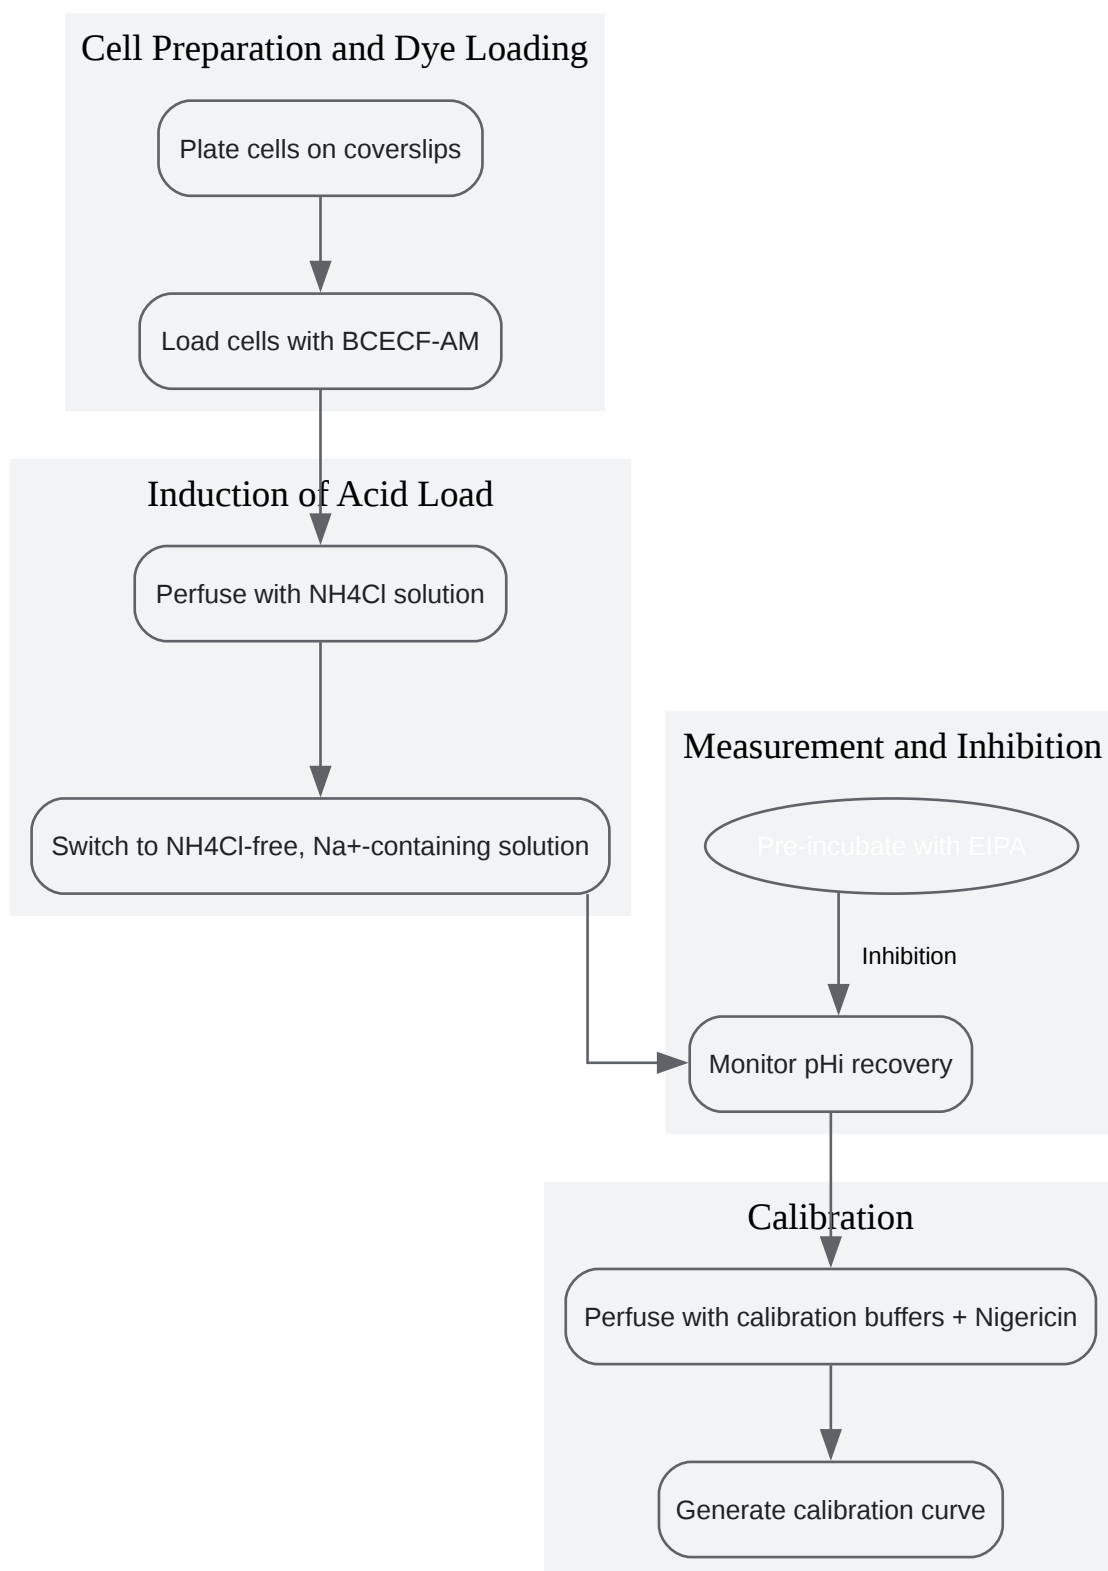 Cell Preparation and Dye Loading
Plate cells on coverslips
Load cells with BCECF-AM
Induction of Acid Load
Perfuse with NH4Cl solution
Switch to NH4Cl-free, Na+-containing solution
Measurement and Inhibition
Pre-incubate with EIPA
Inhibition
Monitor pHi recovery
Calibration
Perfuse with calibration buffers + Nigericin
Generate calibration curve